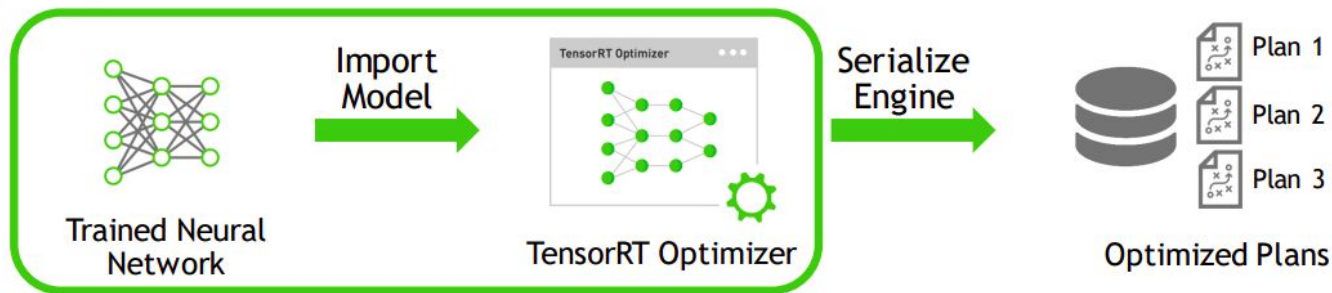 Import
Model
TensorRT Optimizer
Serialize
Engine
Plan 1
Plan 2
Plan 3
Trained Neural
Network
TensorRT Optimizer
Optimized Plans